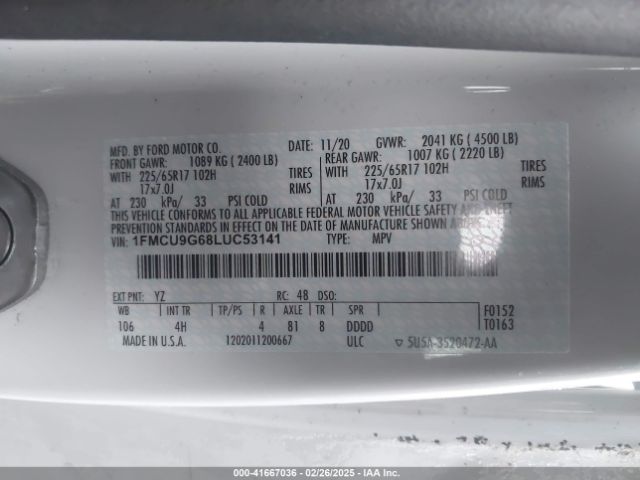 MFD. BY FORD MOTOR CO. DATE: 11/20 GVWR: 2041 KG ( 4500 LB)
FRONT GAWR: 1089 KG ( 2400 LB) REAR GAWR: 1007 KG ( 2220 LB)
WITH 225/65R17 102H TIRES WITH 225/65R17 102H TIRES
17x7.0J RIMS 17x7.0J RIMS
AT 230 kPa/ 33 PSI COLD AT 230 kPa/ 33 PSI COLD
THIS VEHICLE CONFORMS TO ALL APPLICABLE FEDERAL MOTOR VEHICLE SAFETY AND THEFT
PREVENTION STANDARDS IN EFFECT ON THE DATE OF MANUFACTURE SHOWN ABOVE.
VIN: 1FMCU9G68LUC53141 TYPE: MPV
EXT PNT: YZ RC: 48 DSO:
WB INT TR TP/PS R AXLE TR SPR F0152
106 4H 4 81 8 DDDD T0163
MADE IN U.S.A. 1202011200667 ULC ▽ 5U5A-3520472-AA
000-41667036 | 02/26/2025 | IAA Inc.